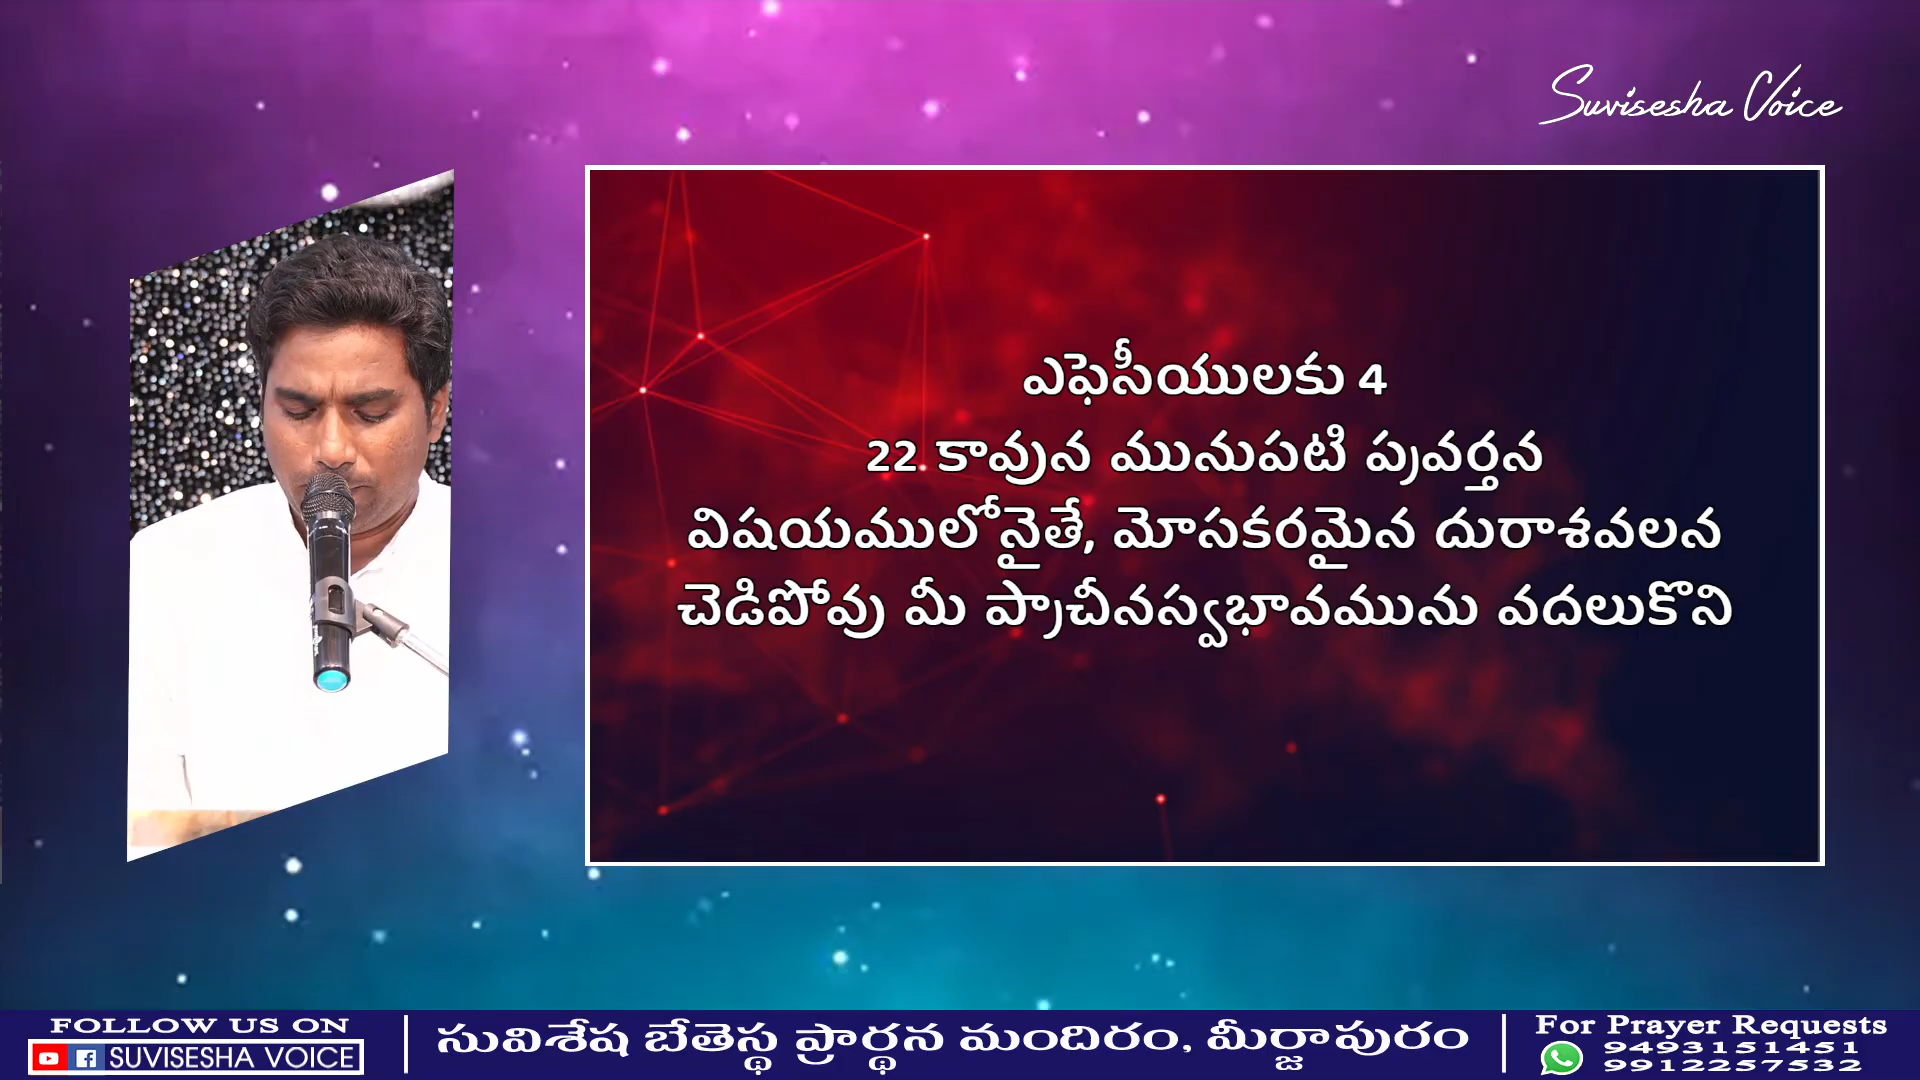 Suvisesha Voice
ఎఫెసీయులకు 4
22 కావున మునుపటి ప్రవర్తన
విషయములోనైతే, మోసకరమైన దురాశవలన
చెడిపోవు మీ ప్రాచీనస్వభావమును వదలుకొని
FOLLOW US ON
SUVISESHA VOICE
సువిశేష బేతెస్థ ప్రార్థన మందిరం, మీర్జాపురం
For Prayer Requests
9493151451
9912257532